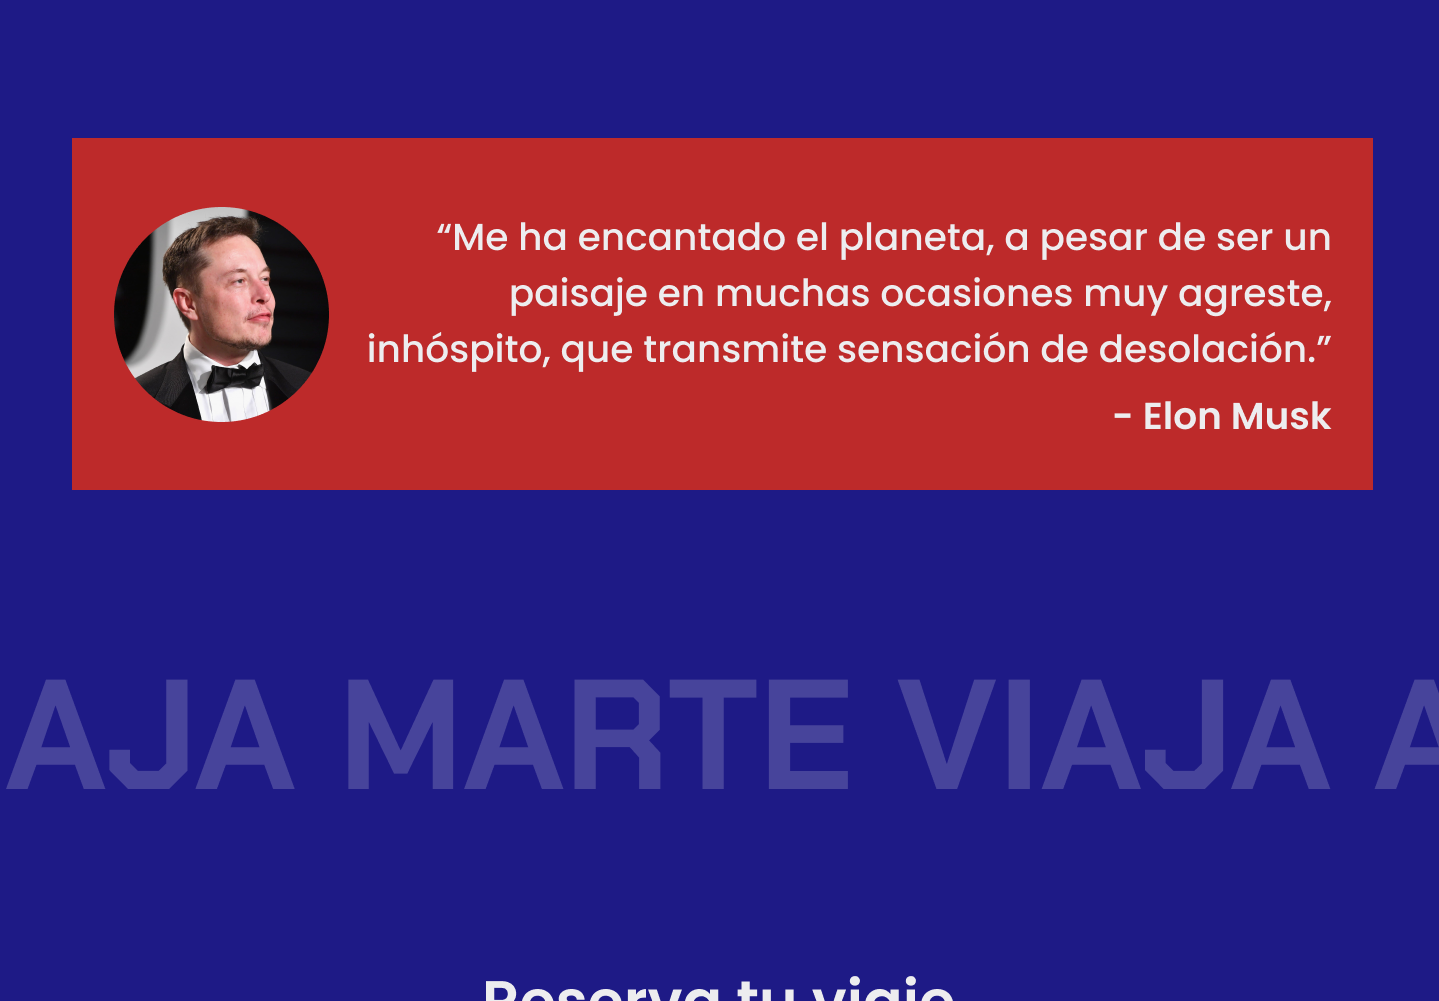 “Me ha encantado el planeta, a pesar de ser un
paisaje en muchas ocasiones muy agreste,
inhóspito, que transmite sensación de desolación.”
- Elon Musk
AJA MARTE VIAJA A
Reserva tu viaje